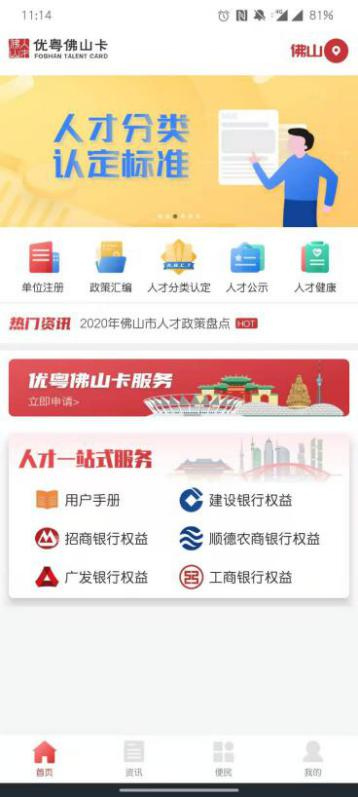 11:14
81%
优粤佛山卡
FOSHAN TALENT CARD
佛山
人才分类
认定标准
单位注册
政策汇编
人才分类认定
人才公示
人才健康
热门资讯 2020年佛山市人才政策盘点 HOT
优粤佛山卡服务
立即申请>
人才一站式服务
用户手册
建设银行权益
招商银行权益
顺德农商银行权益
广发银行权益
工商银行权益
首页
资讯
便民
我的